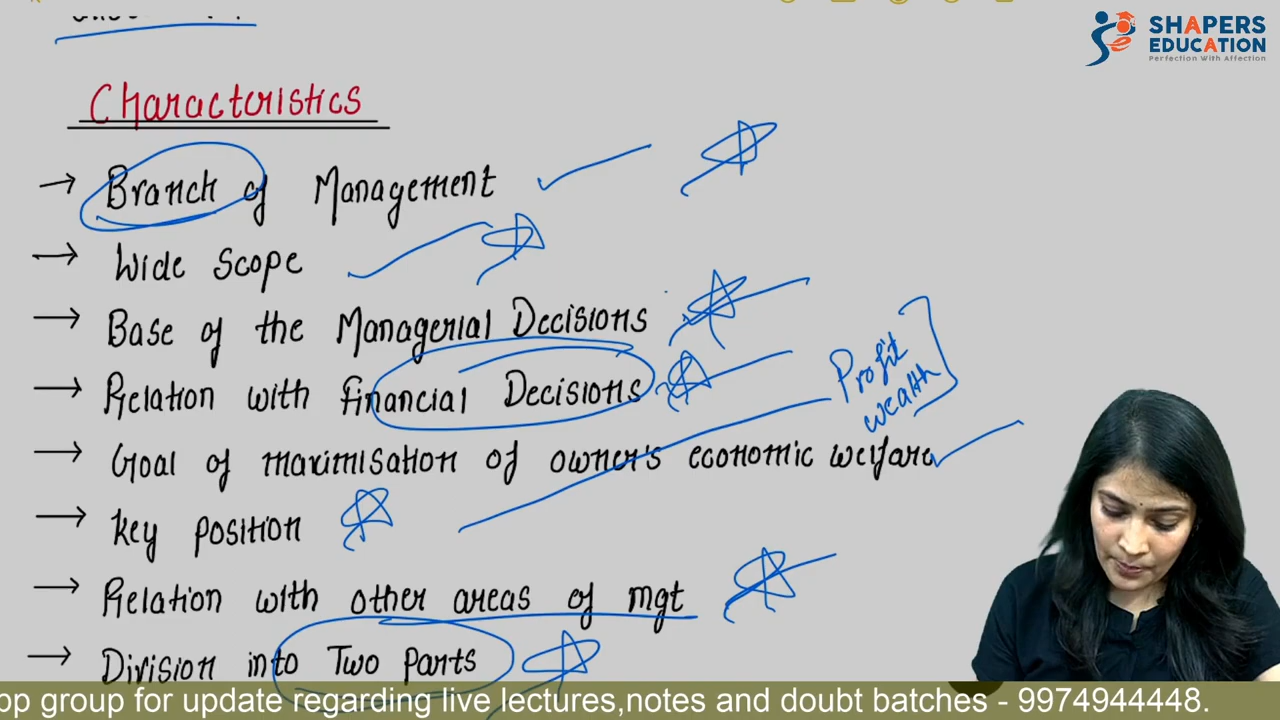 SHAPERS
EDUCATION
Perfection With Affection
Characteristics
→ Branch of Management
→ Wide Scope
→ Base of the Managerial Decisions
→ Relation with financial Decisions
Profit
wealth
→ Goal of maximisation of owner's economic welfare
→ Key position
→ Relation with other areas of mgt
→ Division into Two parts
pp group for update regarding live lectures,notes and doubt batches - 9974944448.